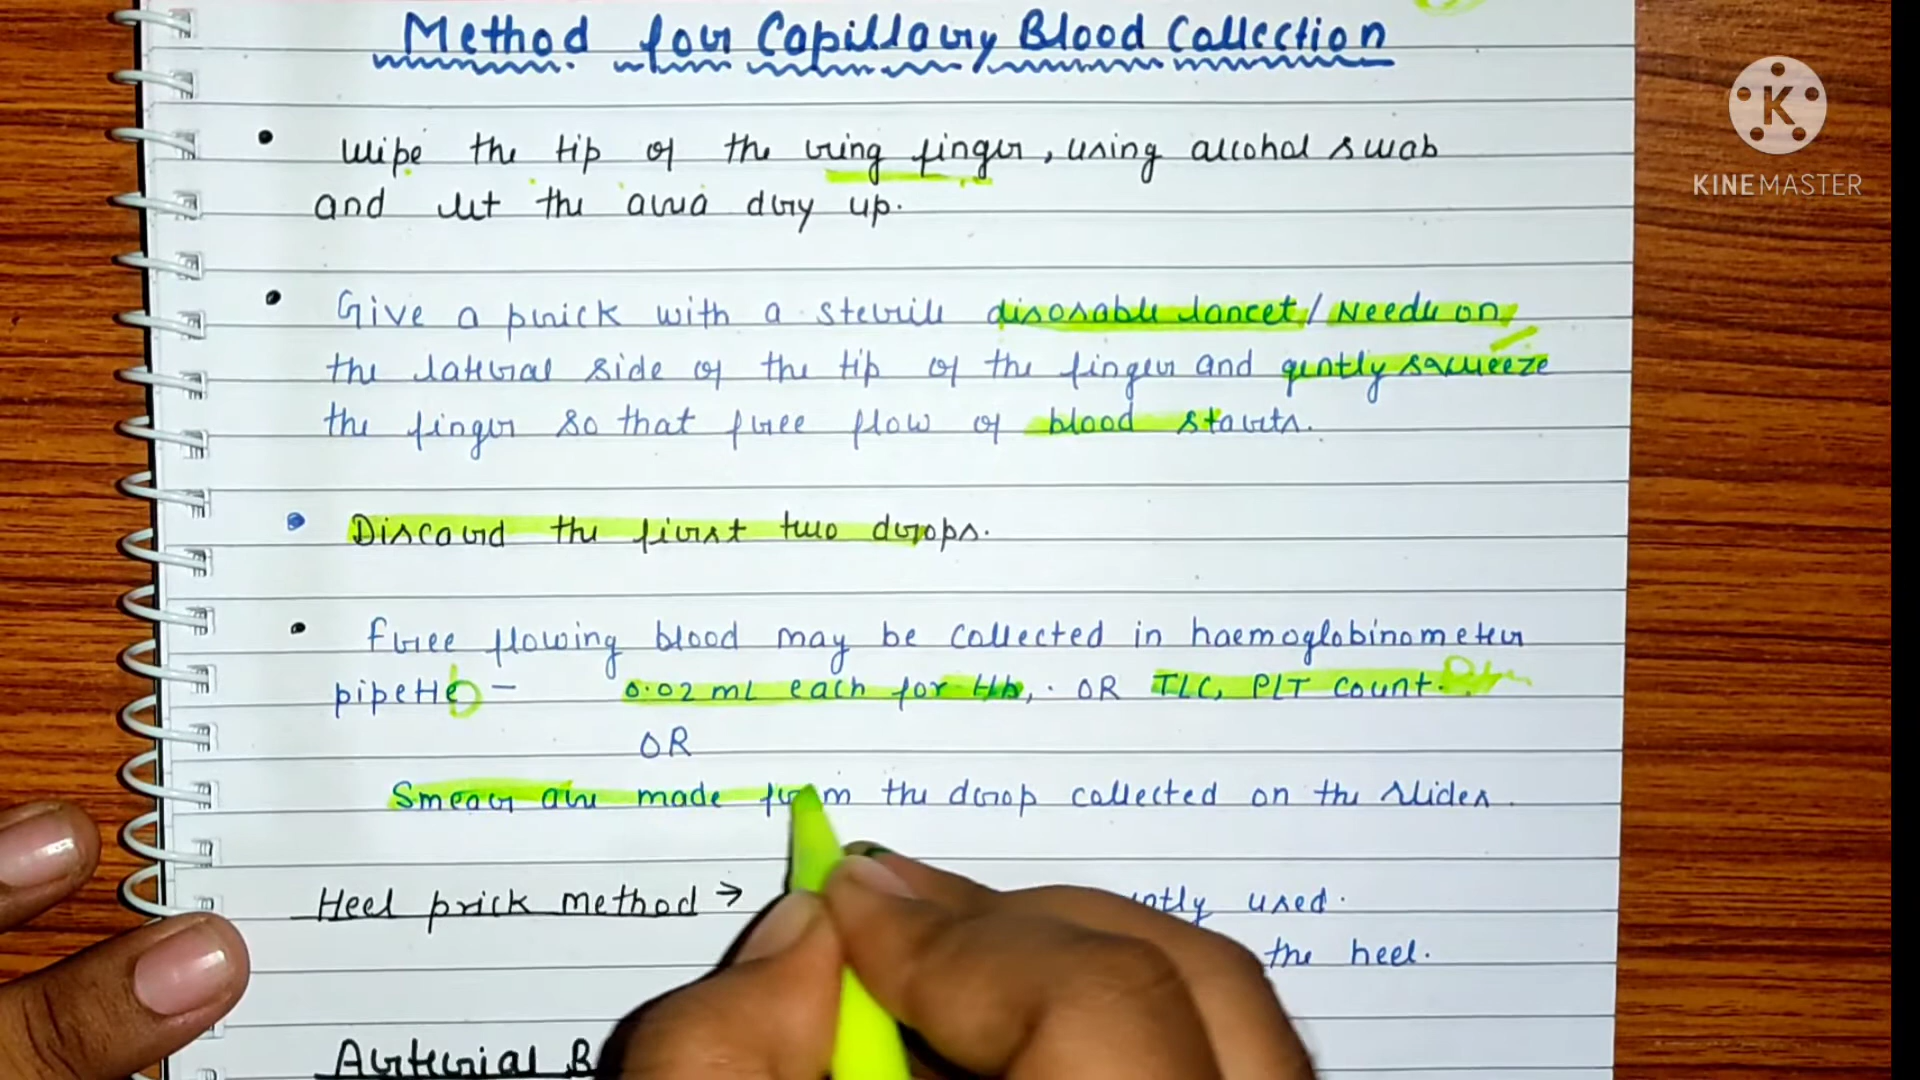 Method for Capillary Blood Collection
• Wipe the tip of the ring finger, using alcohal swab
and let the area dry up.
• Give a prick with a sterile disosable lancet / Needle on
the lateral side of the tip of the finger and gently squeeze
the finger so that free flow of blood starts.
• Discard the first two drops.
• Free flowing blood may be collected in haemoglobinometer
pipette – 0.02 mL each for Hb, . OR TLC, PLT count.
OR
Smear are made from the drop collected on the slides.
Heel prick method → used.
the heel.
Arterial
K
KINEMASTER